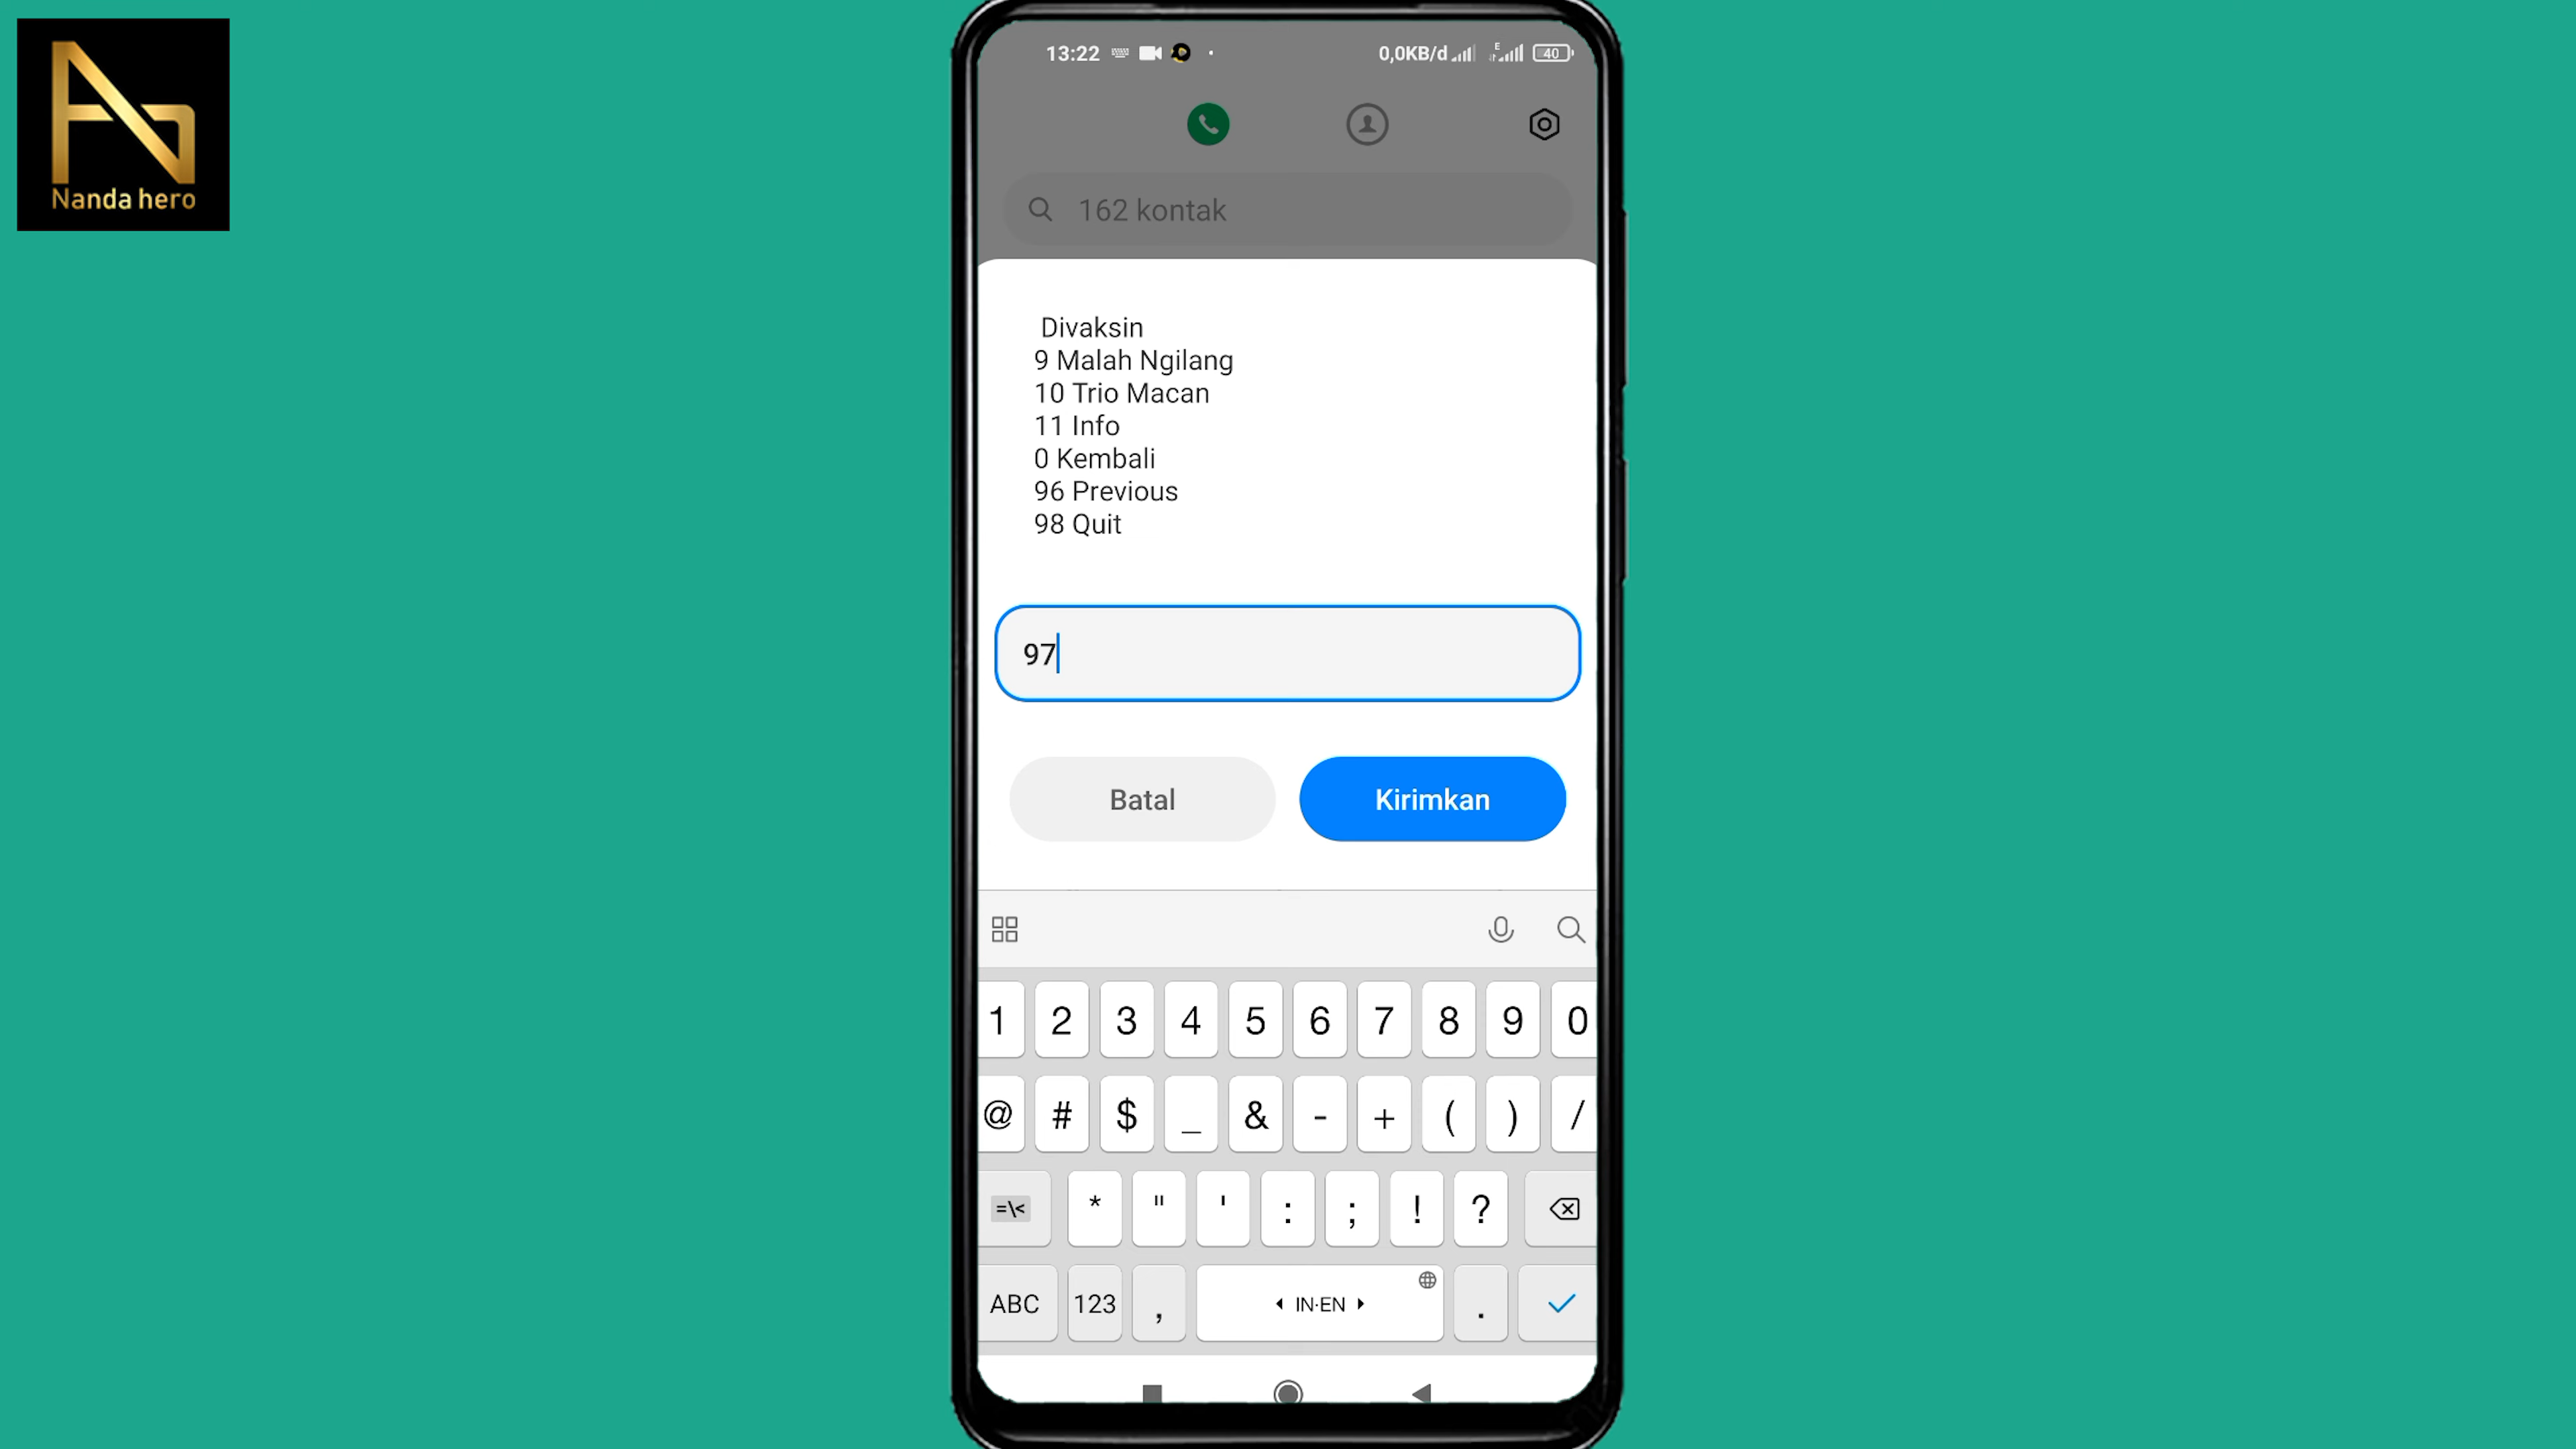 Nanda hero
13:22
0,0KB/d
E
40
162 kontak
Divaksin
9 Malah Ngilang
10 Trio Macan
11 Info
0 Kembali
96 Previous
98 Quit
97
Batal
Kirimkan
1 2 3 4 5 6 7 8 9 0
@ # $ _ & - + ( ) /
=\< * " ' : ; ! ?
ABC 123 , IN·EN .